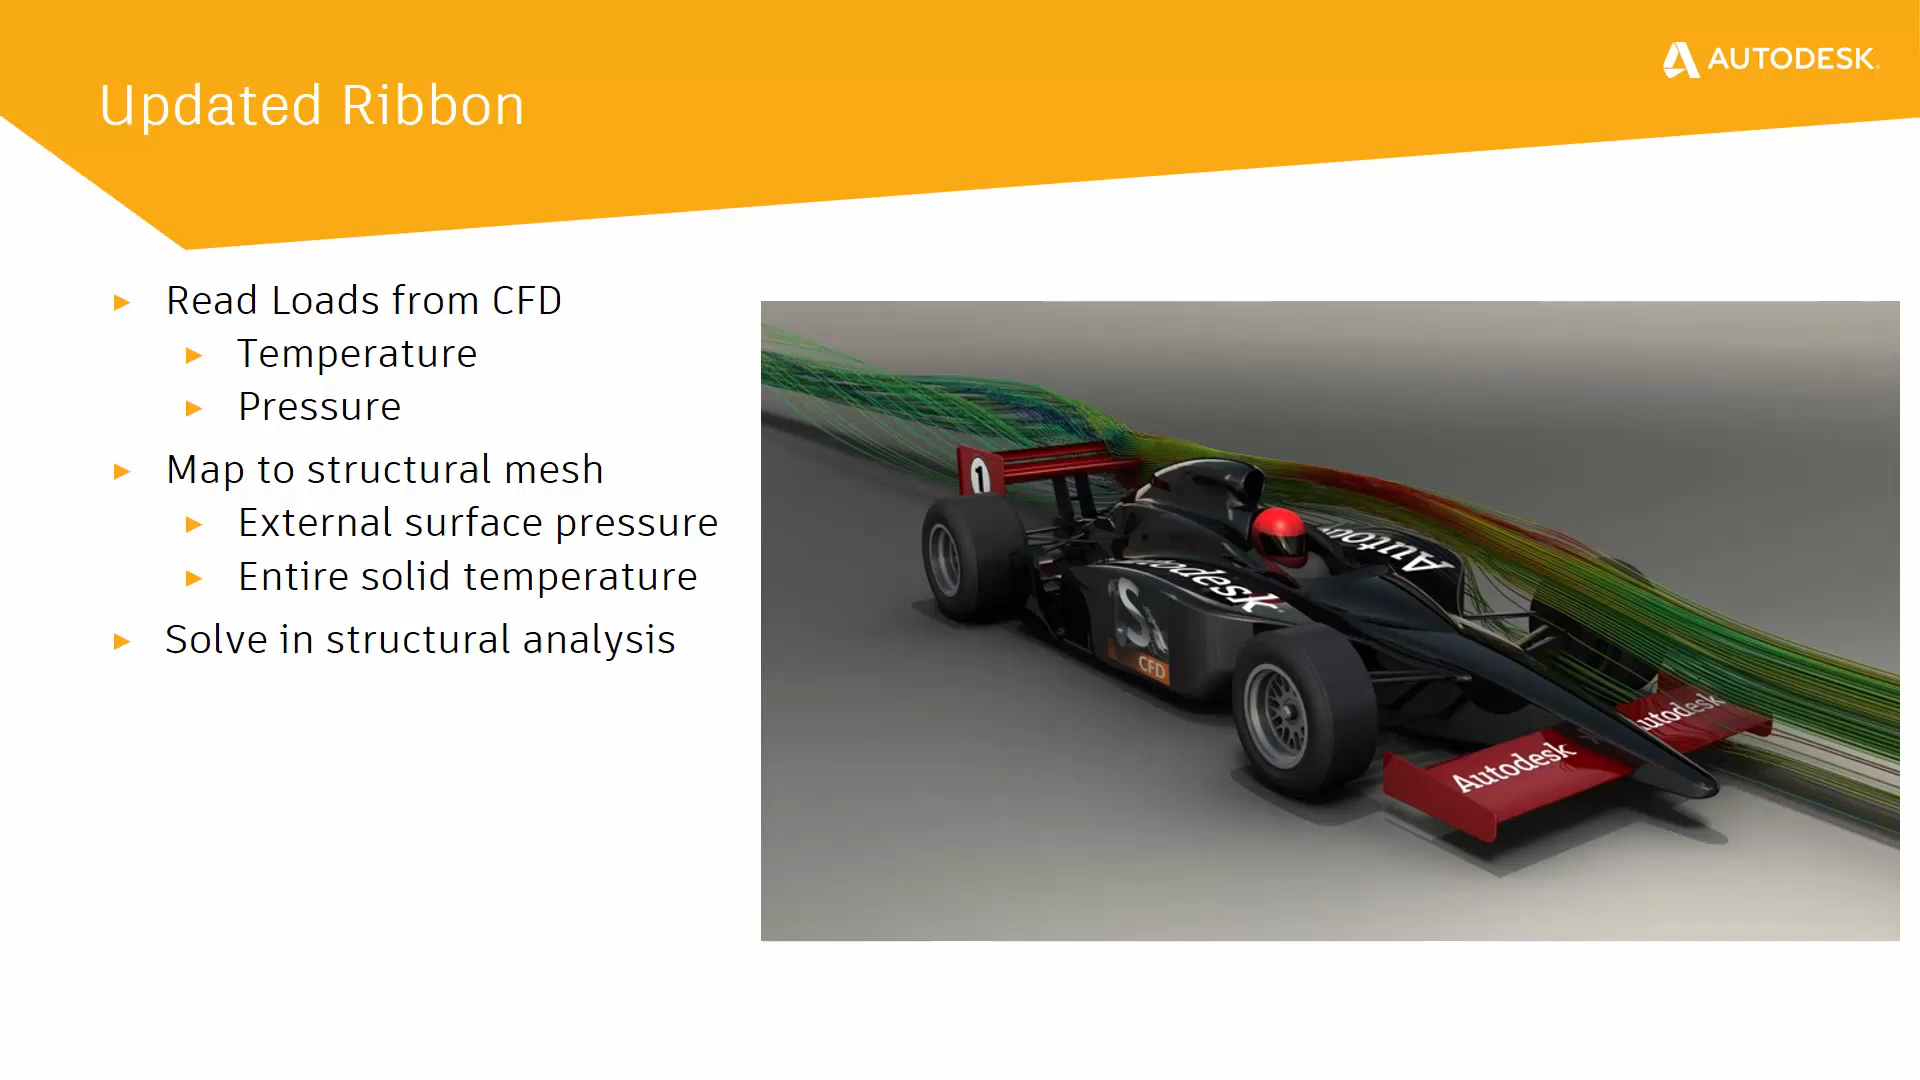 AUTODESK
Updated Ribbon
Read Loads from CFD
Temperature
Pressure
Map to structural mesh
External surface pressure
Entire solid temperature
Solve in structural analysis
1
Autodesk
S
CFD
Autodesk